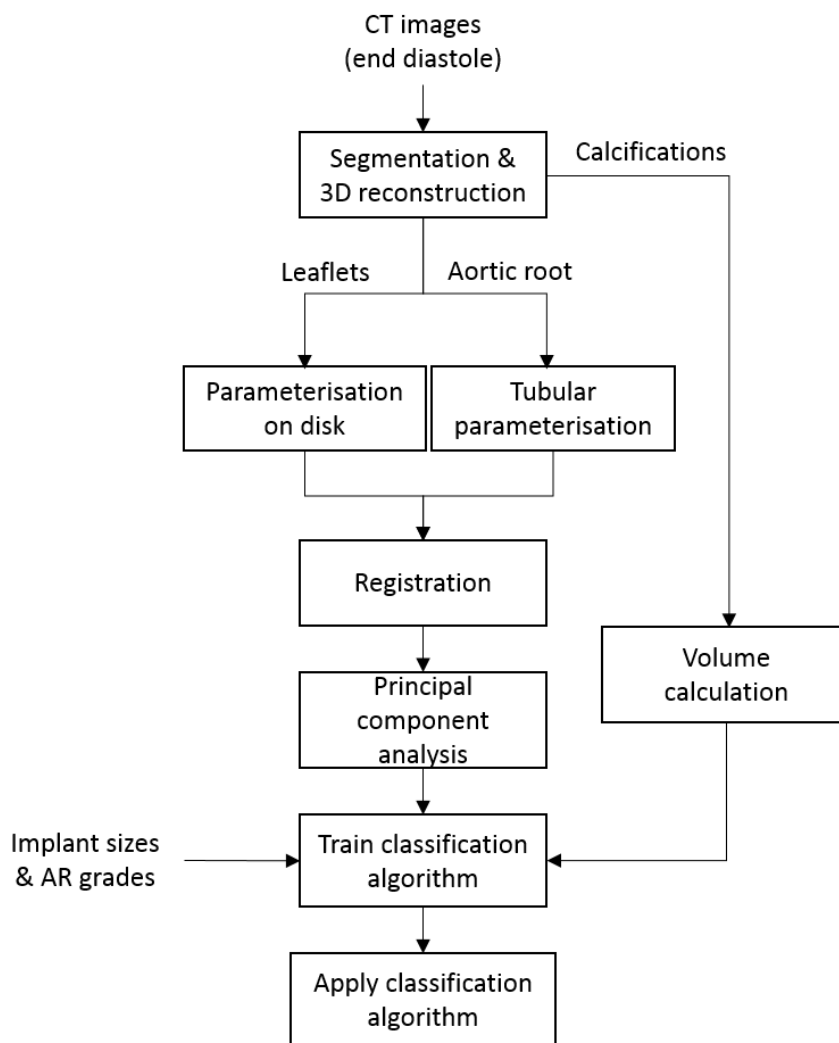 CT images
(end diastole)
Segmentation &
3D reconstruction
Calcifications
Leaflets
Aortic root
Parameterisation
on disk
Tubular
parameterisation
Registration
Volume
calculation
Principal
component
analysis
Implant sizes
& AR grades
Train classification
algorithm
Apply classification
algorithm